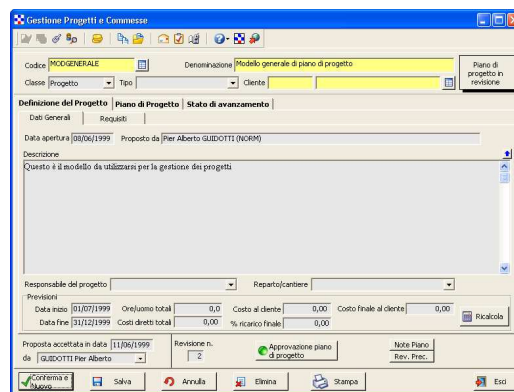 Gestione Progetti e Commesse
Codice MODGENERALE Denominazione Modello generale di piano di progetto
Piano di progetto in revisione
Classe Progetto Tipo Cliente
Definizione del Progetto Piano di Progetto Stato di avanzamento
Dati Generali Requisiti
Data apertura 08/06/1999 Proposto da Pier Alberto GUIDOTTI (NORM)
Descrizione
Questo è il modello da utilizzarsi per la gestione dei progetti
Responsabile del progetto Reparto/cantiere
Previsioni
Data inizio 01/07/1999 Ore/uomo totali 0,0 Costo al cliente 0,00 Costo finale al cliente 0,00
Data fine 31/12/1999 Costi diretti totali 0,00 % ricarico finale 0,00 Ricalcola
Proposta accettata in data 11/06/1999 Revisione n. Approvazione piano di progetto Note Piano
da GUIDOTTI Pier Alberto 2 Rev. Prec.
Conferma e Nuovo Salva Annulla Elimina Stampa Esci